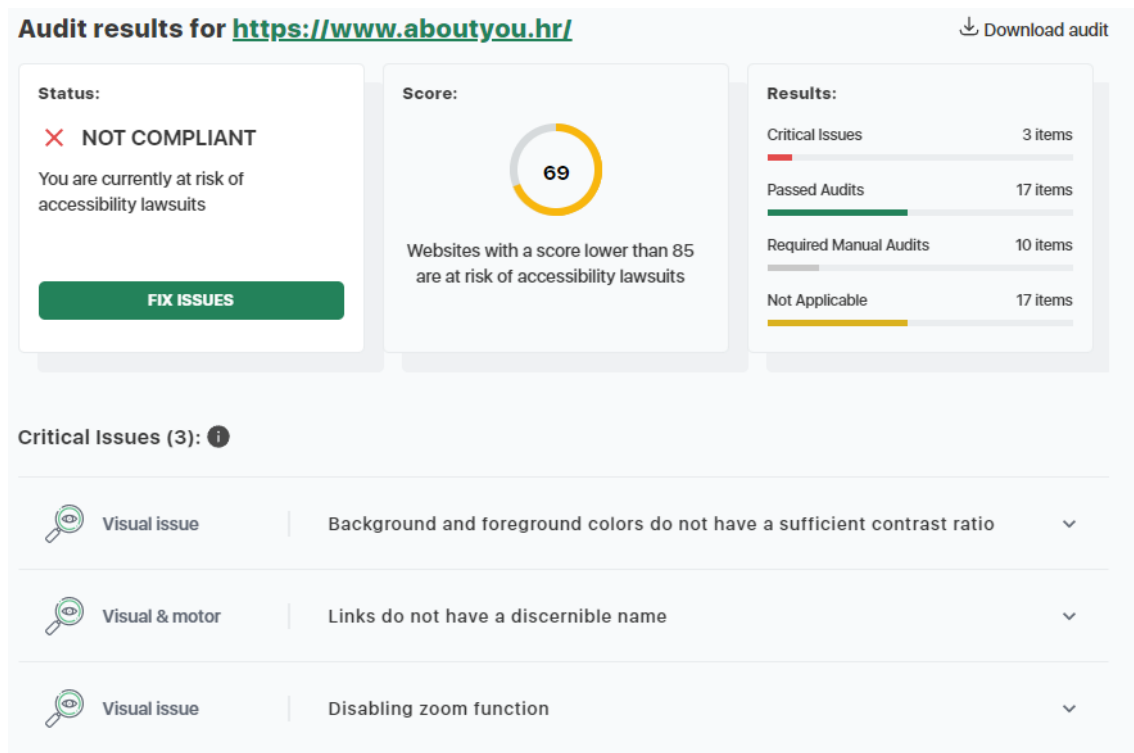 Audit results for https://www.aboutyou.hr/
Download audit
Status:
NOT COMPLIANT
You are currently at risk of
accessibility lawsuits
FIX ISSUES
Score:
69
Websites with a score lower than 85
are at risk of accessibility lawsuits
Results:
Critical Issues 3 items
Passed Audits 17 items
Required Manual Audits 10 items
Not Applicable 17 items
Critical Issues (3):
Visual issue Background and foreground colors do not have a sufficient contrast ratio
Visual & motor Links do not have a discernible name
Visual issue Disabling zoom function